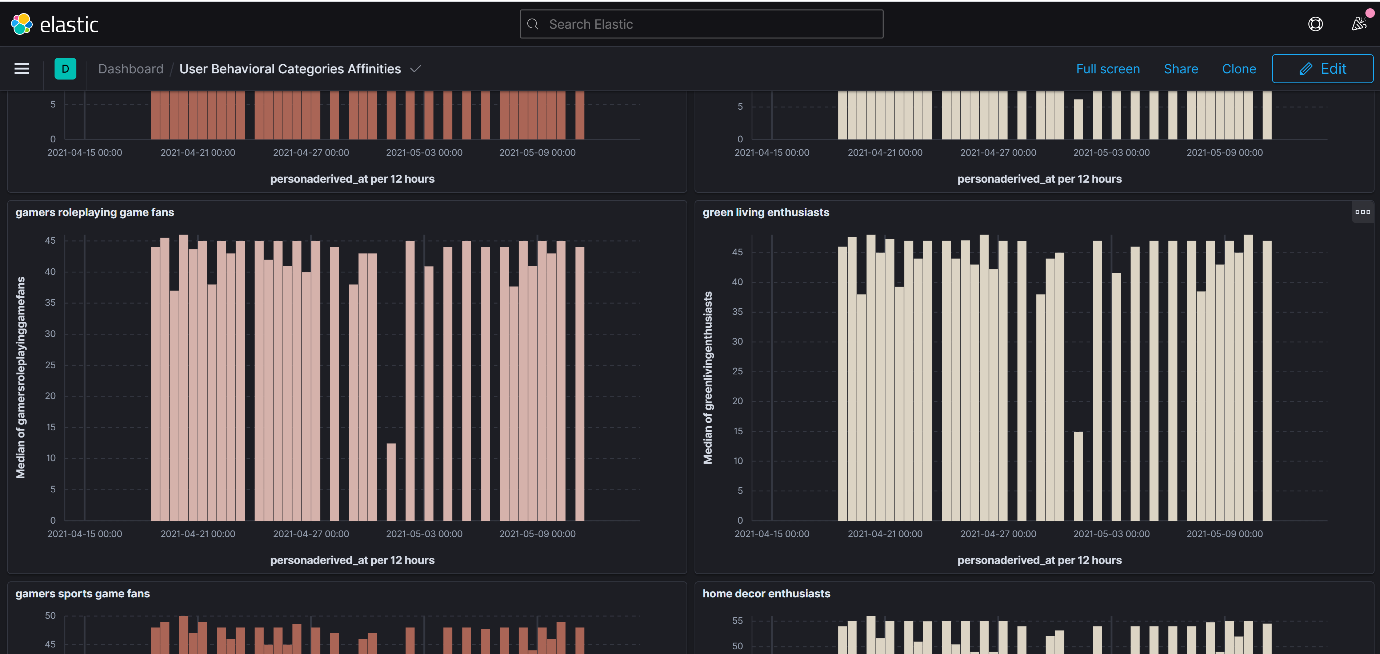 elastic
Search Elastic
D
Dashboard / User Behavioral Categories Affinities
Full screen
Share
Clone
Edit
5
0
2021-04-15 00:00 2021-04-21 00:00 2021-04-27 00:00 2021-05-03 00:00 2021-05-09 00:00
personaderived_at per 12 hours
5
0
2021-04-15 00:00 2021-04-21 00:00 2021-04-27 00:00 2021-05-03 00:00 2021-05-09 00:00
personaderived_at per 12 hours
gamers roleplaying game fans
Median of gamersroleplayinggamefans
45
40
35
30
25
20
15
10
5
0
2021-04-15 00:00 2021-04-21 00:00 2021-04-27 00:00 2021-05-03 00:00 2021-05-09 00:00
personaderived_at per 12 hours
green living enthusiasts
Median of greenlivingenthusiasts
45
40
35
30
25
20
15
10
5
0
2021-04-15 00:00 2021-04-21 00:00 2021-04-27 00:00 2021-05-03 00:00 2021-05-09 00:00
personaderived_at per 12 hours
gamers sports game fans
50
45
home decor enthusiasts
55
50